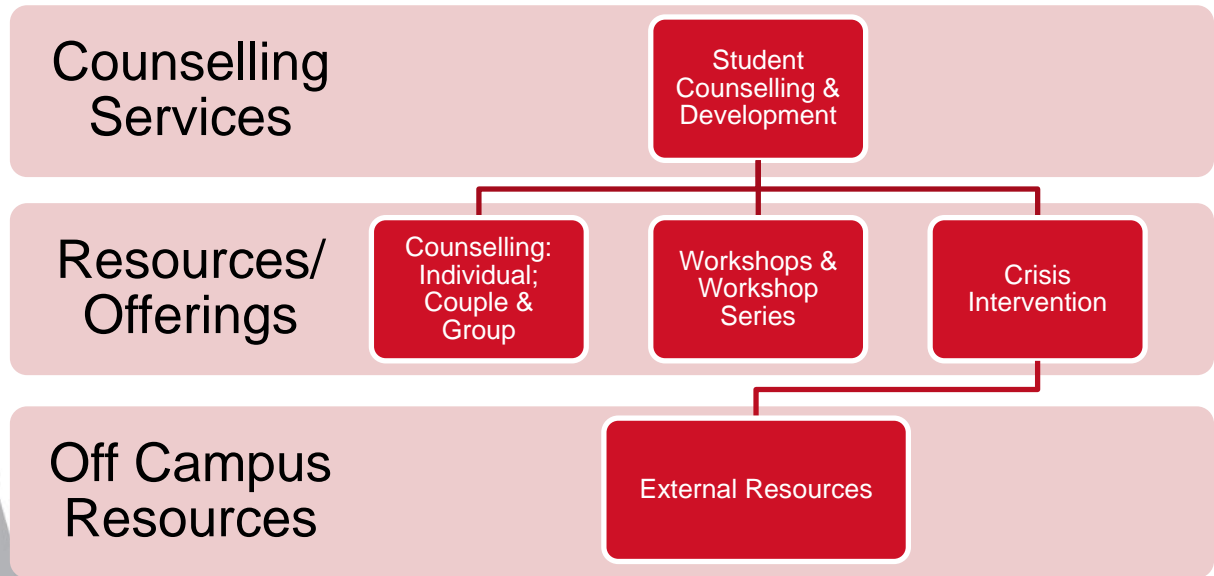 Counselling
Services
Student
Counselling &
Development
Resources/
Offerings
Counselling:
Individual;
Couple &
Group
Workshops &
Workshop
Series
Crisis
Intervention
Off Campus
Resources
External Resources